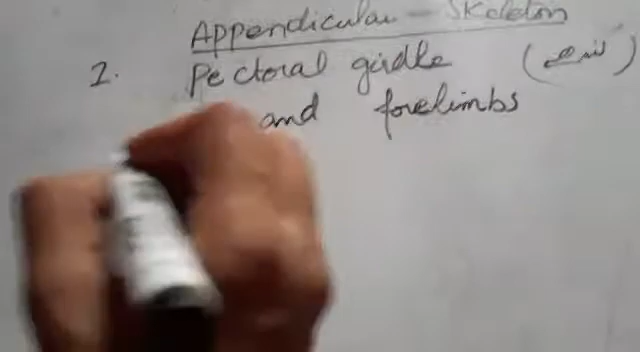 Appendicular - Skeleton
1. Pectoral girdle
and forelimbs